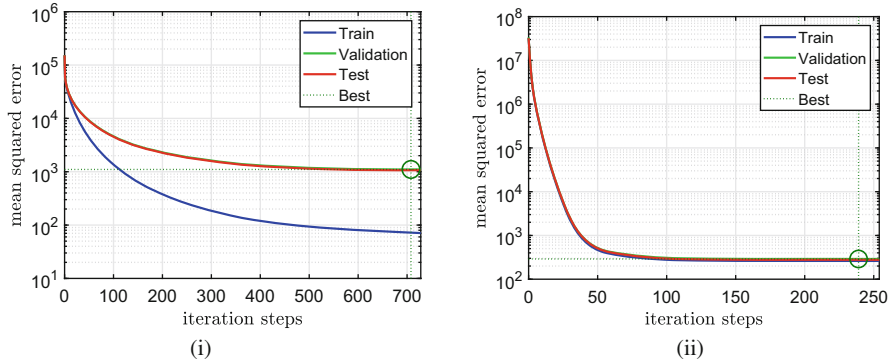 10^6
10^5
10^4
10^3
10^2
10^1
mean squared error
0 100 200 300 400 500 600 700
iteration steps
Train
Validation
Test
Best
(i)
10^8
10^7
10^6
10^5
10^4
10^3
10^2
mean squared error
0 50 100 150 200 250
iteration steps
Train
Validation
Test
Best
(ii)